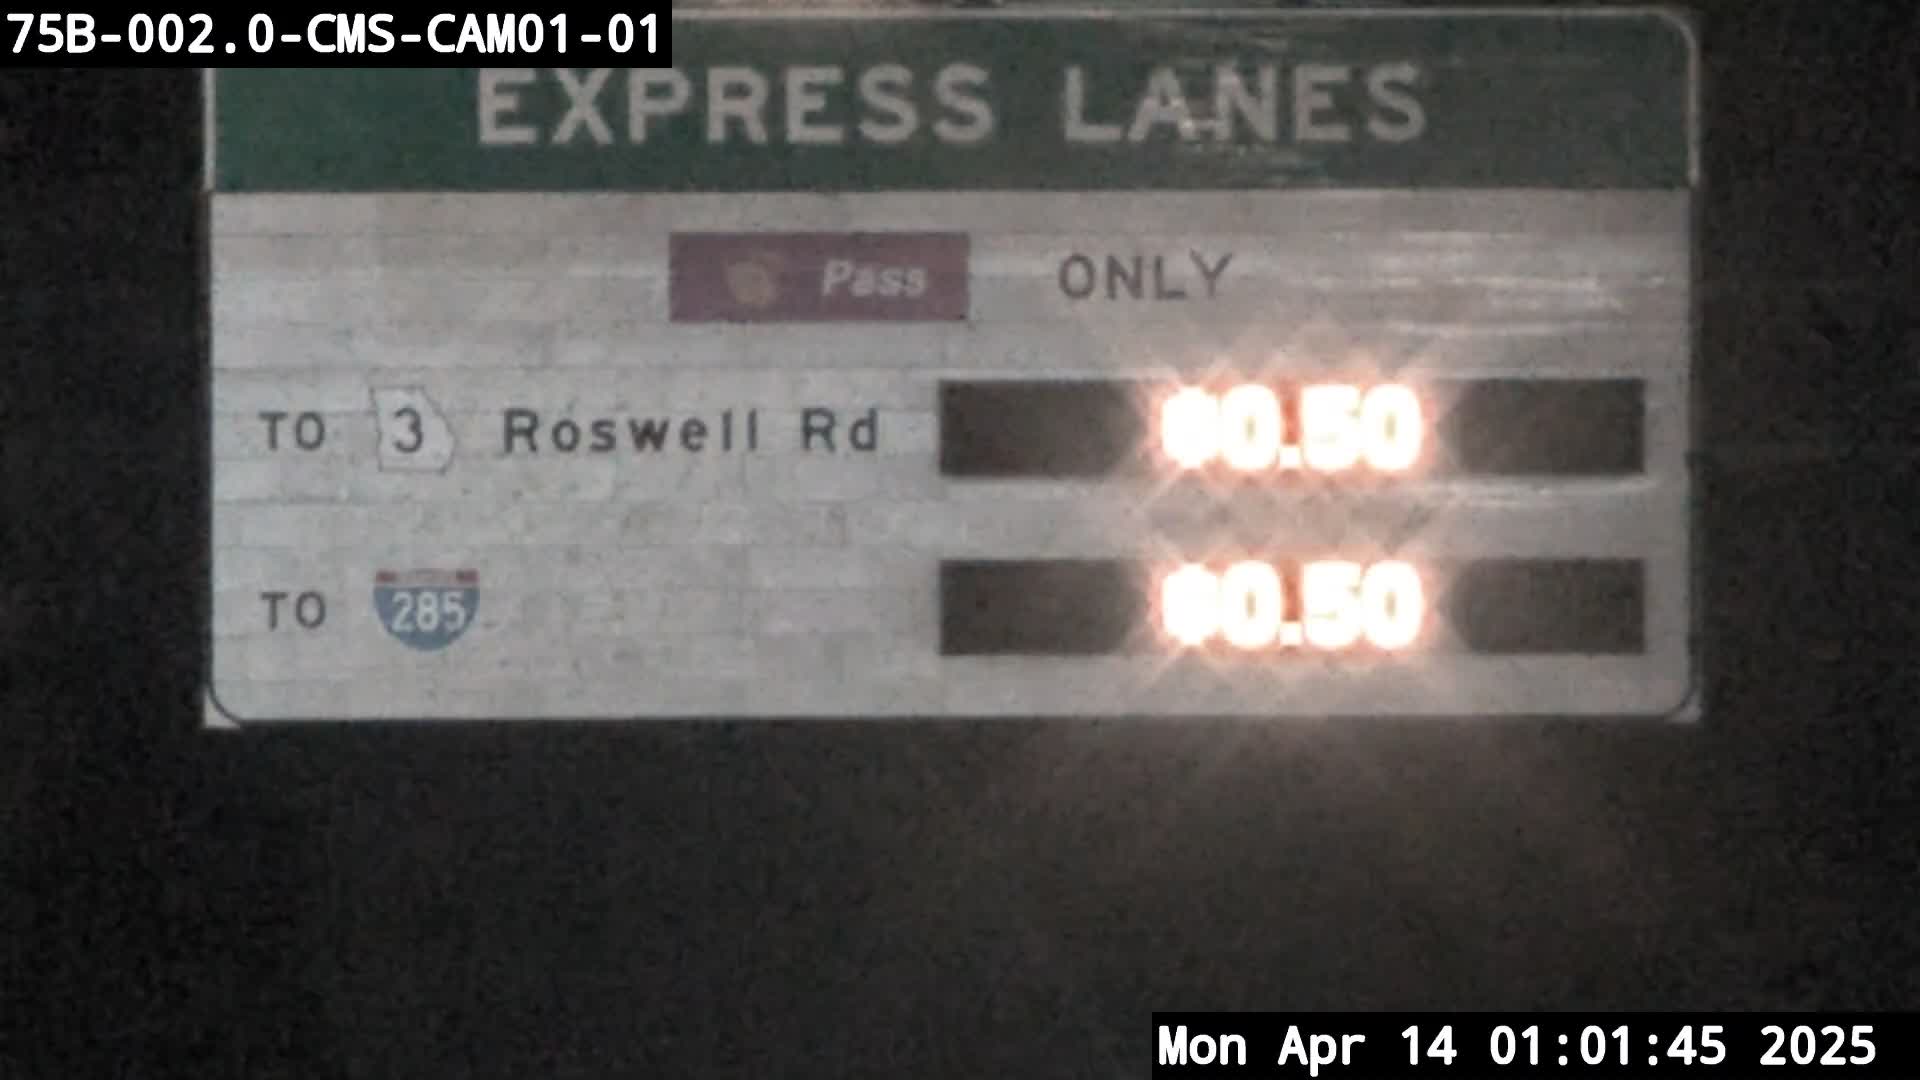 75B-002.0-CMS-CAM01-01
EXPRESS LANES
Pass ONLY
TO 3 Roswell Rd $0.50
TO 285 $0.50
Mon Apr 14 01:01:45 2025